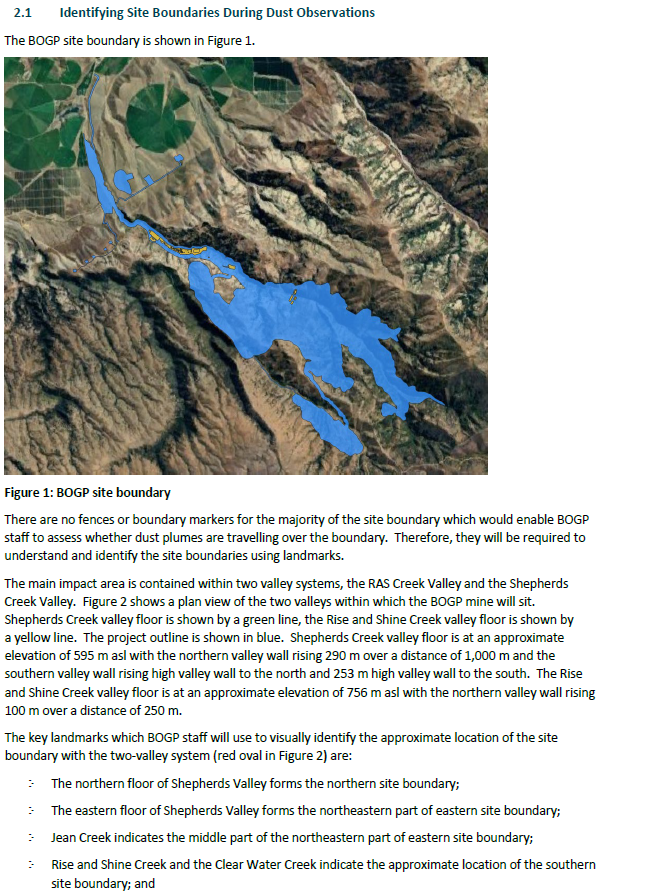 2.1 Identifying Site Boundaries During Dust Observations
The BOGP site boundary is shown in Figure 1.
Figure 1: BOGP site boundary
There are no fences or boundary markers for the majority of the site boundary which would enable BOGP
staff to assess whether dust plumes are travelling over the boundary. Therefore, they will be required to
understand and identify the site boundaries using landmarks.
The main impact area is contained within two valley systems, the RAS Creek Valley and the Shepherds
Creek Valley. Figure 2 shows a plan view of the two valleys within which the BOGP mine will sit.
Shepherds Creek valley floor is shown by a green line, the Rise and Shine Creek valley floor is shown by
a yellow line. The project outline is shown in blue. Shepherds Creek valley floor is at an approximate
elevation of 595 m asl with the northern valley wall rising 290 m over a distance of 1,000 m and the
southern valley wall rising high valley wall to the north and 253 m high valley wall to the south. The Rise
and Shine Creek valley floor is at an approximate elevation of 756 m asl with the northern valley wall rising
100 m over a distance of 250 m.
The key landmarks which BOGP staff will use to visually identify the approximate location of the site
boundary with the two-valley system (red oval in Figure 2) are:
The northern floor of Shepherds Valley forms the northern site boundary;
The eastern floor of Shepherds Valley forms the northeastern part of eastern site boundary;
Jean Creek indicates the middle part of the northeastern part of eastern site boundary;
Rise and Shine Creek and the Clear Water Creek indicate the approximate location of the southern
site boundary; and